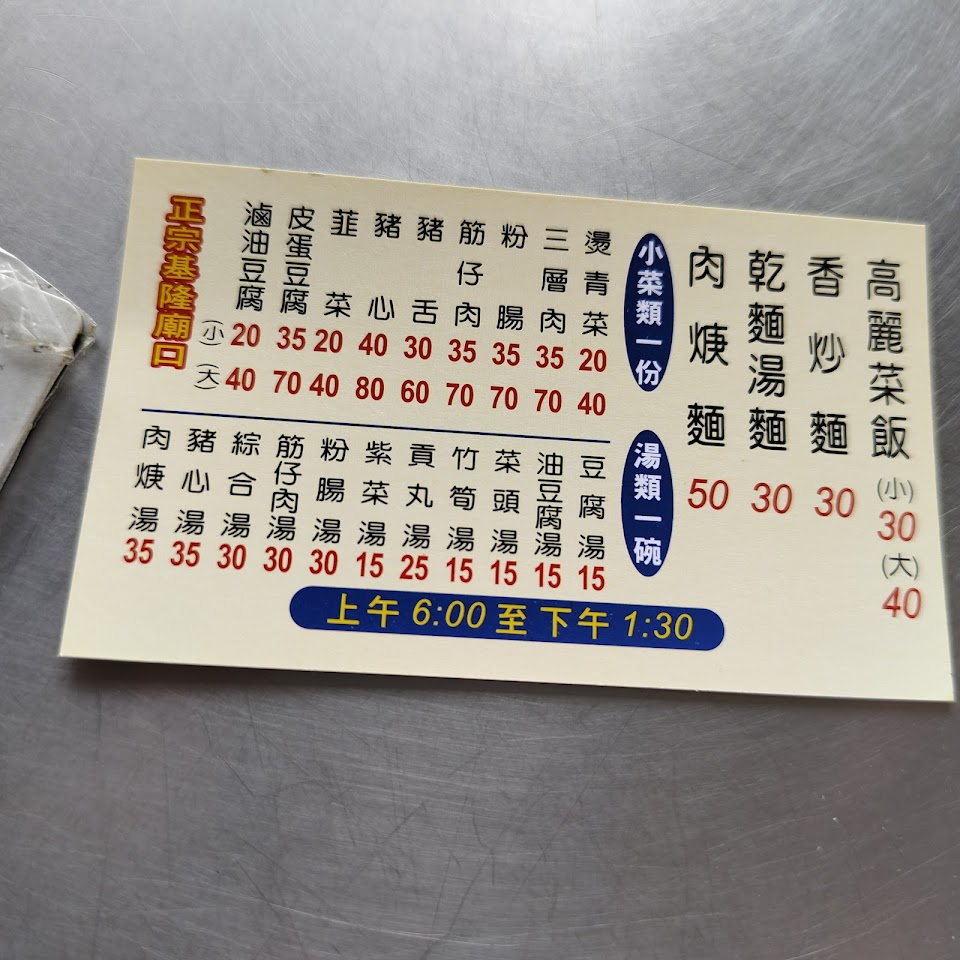 高麗菜飯 (小) 30 (大) 40
香炒麵 30
乾麵湯麵 30
肉焿麵 50
小菜類一份
燙青菜 20 40
三層肉 35 70
粉腸 35 70
筋仔肉 35 70
豬舌 30 60
豬心 40 80
韮菜 20 40
皮蛋豆腐 35 70
滷油豆腐 20 40
(小)
(大)
正宗基隆廟口
湯類一碗
豆腐湯 15
油豆腐湯 15
菜頭湯 15
竹筍湯 15
貢丸湯 25
紫菜湯 15
粉腸湯 30
筋仔肉湯 30
綜合湯 30
豬心湯 35
肉焿湯 35
上午 6:00 至 下午 1:30